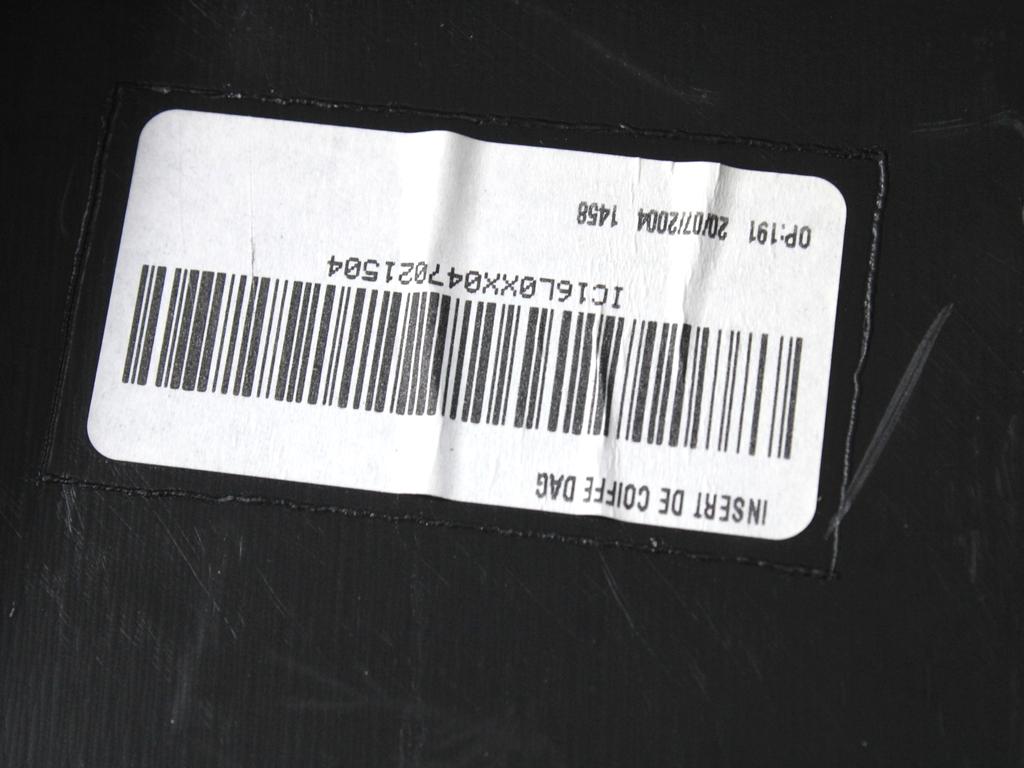 INSERT DE COIFFE DAG
IC16L0XX047021504
OP:191 20/07/2004 1458